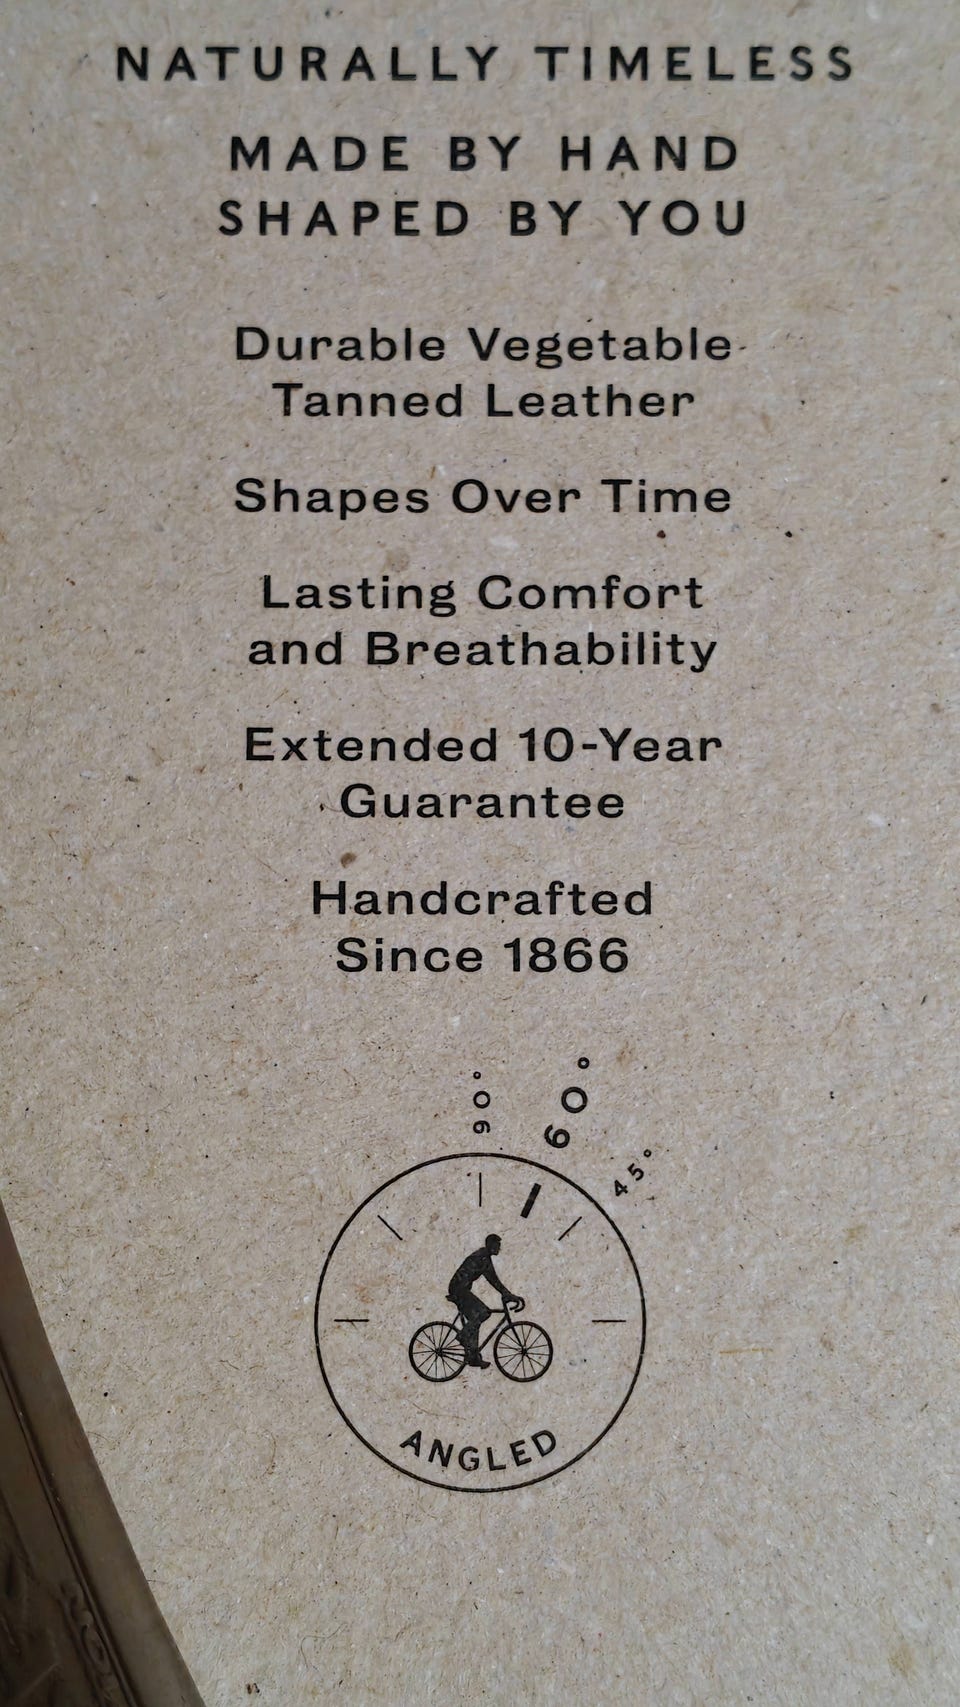 NATURALLY TIMELESS
MADE BY HAND
SHAPED BY YOU
Durable Vegetable
Tanned Leather
Shapes Over Time
Lasting Comfort
and Breathability
Extended 10-Year
Guarantee
Handcrafted
Since 1866
90°
60°
45°
ANGLED